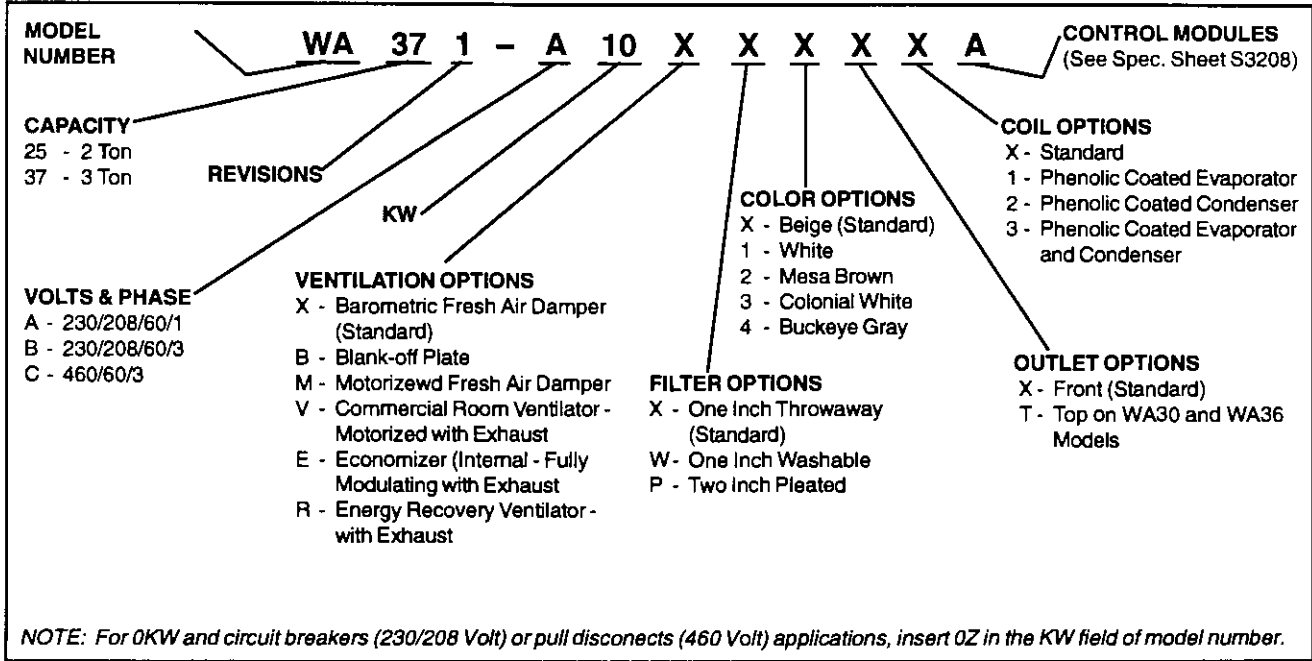 MODEL
NUMBER
WA 37 1 – A 10 X X X X X A
CONTROL MODULES
(See Spec. Sheet S3208)
CAPACITY
25 - 2 Ton
37 - 3 Ton
REVISIONS
KW
VOLTS & PHASE
A - 230/208/60/1
B - 230/208/60/3
C - 460/60/3
VENTILATION OPTIONS
X - Barometric Fresh Air Damper
(Standard)
B - Blank-off Plate
M - Motorizewd Fresh Air Damper
V - Commercial Room Ventilator -
Motorized with Exhaust
E - Economizer (Internal - Fully
Modulating with Exhaust
R - Energy Recovery Ventilator -
with Exhaust
FILTER OPTIONS
X - One Inch Throwaway
(Standard)
W - One Inch Washable
P - Two Inch Pleated
COLOR OPTIONS
X - Beige (Standard)
1 - White
2 - Mesa Brown
3 - Colonial White
4 - Buckeye Gray
OUTLET OPTIONS
X - Front (Standard)
T - Top on WA30 and WA36
Models
COIL OPTIONS
X - Standard
1 - Phenolic Coated Evaporator
2 - Phenolic Coated Condenser
3 - Phenolic Coated Evaporator
and Condenser
NOTE: For 0KW and circuit breakers (230/208 Volt) or pull disconects (460 Volt) applications, insert 0Z in the KW field of model number.